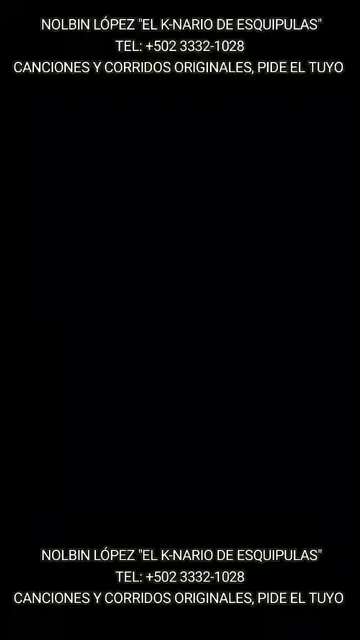 NOLBIN LÓPEZ "EL K-NARIO DE ESQUIPULAS"
TEL: +502 3332-1028
CANCIONES Y CORRIDOS ORIGINALES, PIDE EL TUYO
NOLBIN LÓPEZ "EL K-NARIO DE ESQUIPULAS"
TEL: +502 3332-1028
CANCIONES Y CORRIDOS ORIGINALES, PIDE EL TUYO